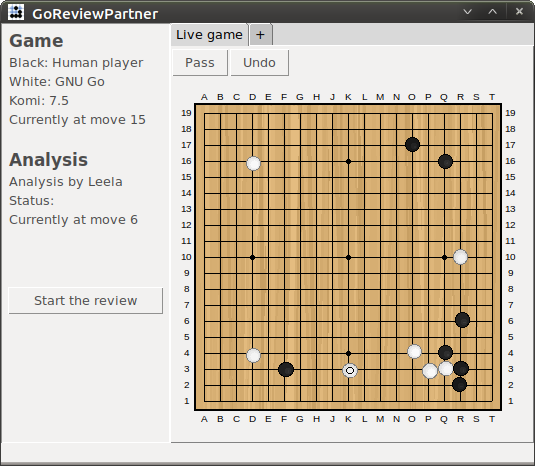 GoReviewPartner
Game
Black: Human player
White: GNU Go
Komi: 7.5
Currently at move 15
Analysis
Analysis by Leela
Status:
Currently at move 6
Start the review
Live game +
Pass Undo
A B C D E F G H J K L M N O P Q R S T
19 19
18 18
17 17
16 16
15 15
14 14
13 13
12 12
11 11
10 10
9 9
8 8
7 7
6 6
5 5
4 4
3 3
2 2
1 1
A B C D E F G H J K L M N O P Q R S T